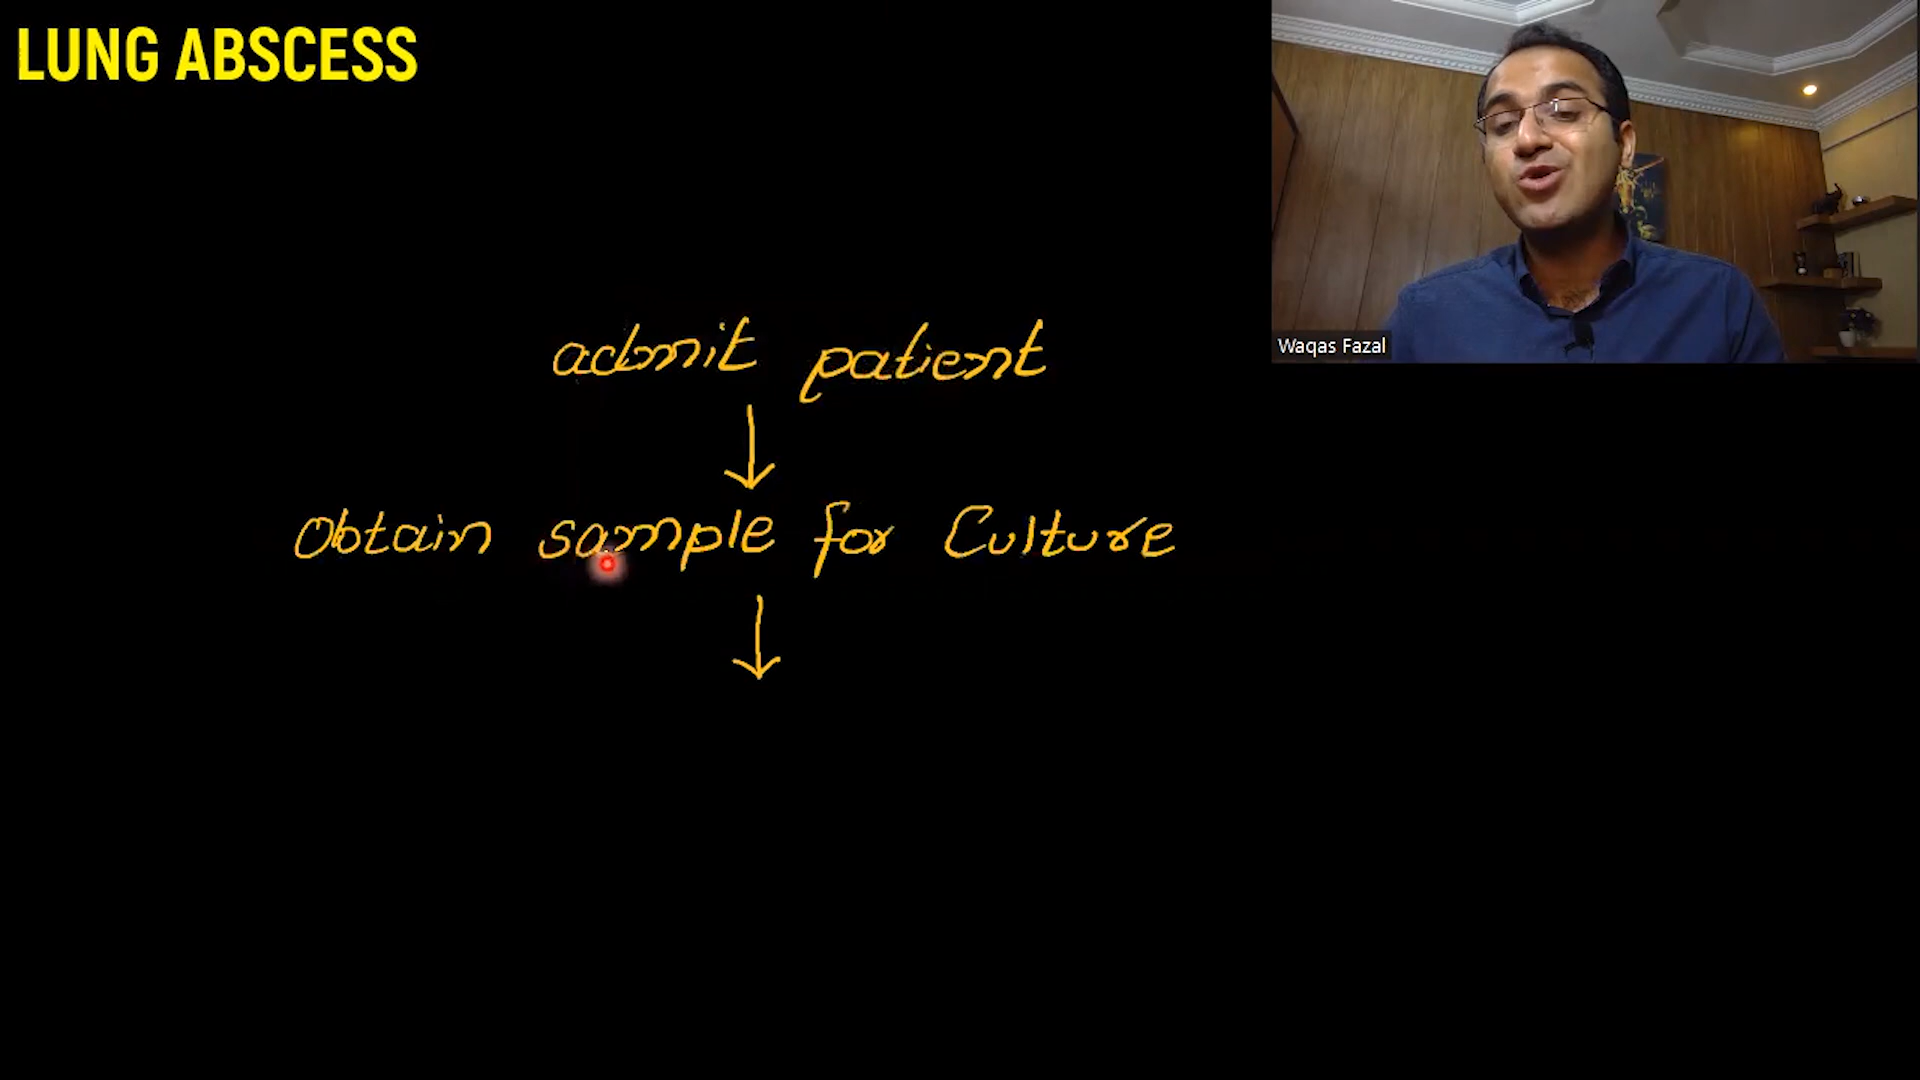 LUNG ABSCESS
Waqas Fazal
admit patient
Obtain sample for Culture